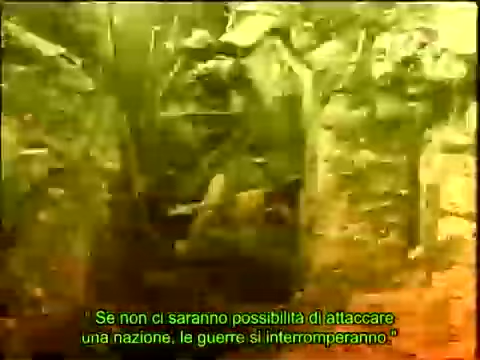 " Se non ci saranno possibilità di attaccare
una nazione, le guerre si interromperanno."